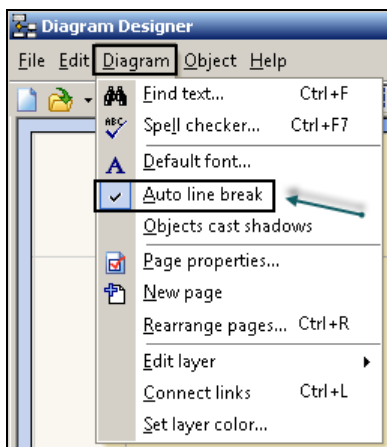 Diagram Designer
File Edit Diagram Object Help
Find text... Ctrl+F
ABC Spell checker... Ctrl+F7
A Default font...
Auto line break
Objects cast shadows
Page properties...
New page
Rearrange pages... Ctrl+R
Edit layer
Connect links Ctrl+L
Set layer color...